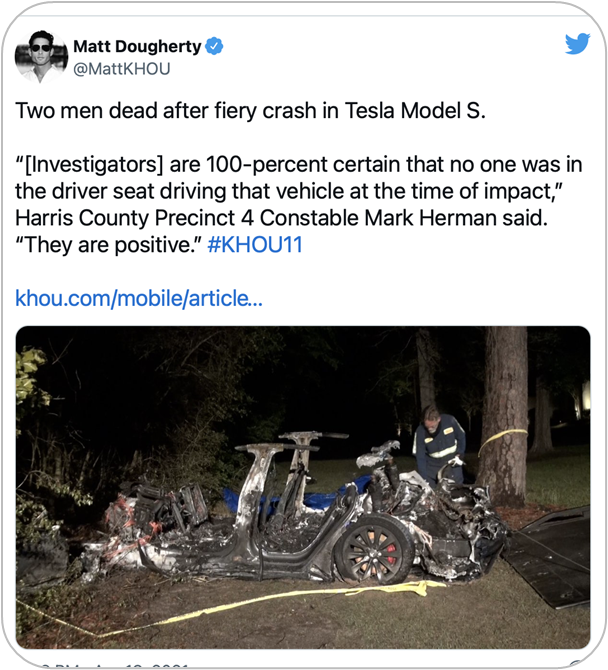 Matt Dougherty
@MattKHOU
Two men dead after fiery crash in Tesla Model S.
“[Investigators] are 100-percent certain that no one was in
the driver seat driving that vehicle at the time of impact,”
Harris County Precinct 4 Constable Mark Herman said.
“They are positive.” #KHOU11
khou.com/mobile/article...